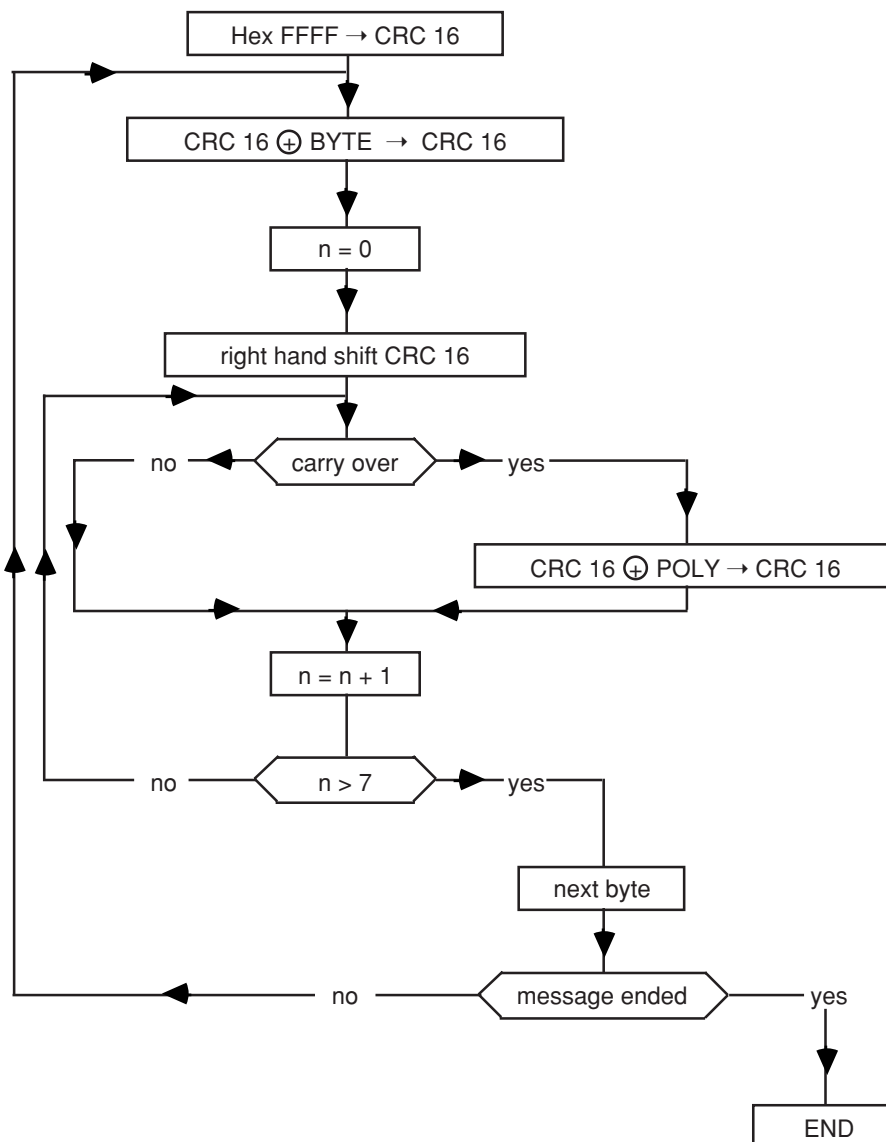 Hex FFFF → CRC 16
CRC 16 ⊕ BYTE → CRC 16
n = 0
right hand shift CRC 16
no
carry over
yes
CRC 16 ⊕ POLY → CRC 16
n = n + 1
no
n > 7
yes
next byte
no
message ended
yes
END